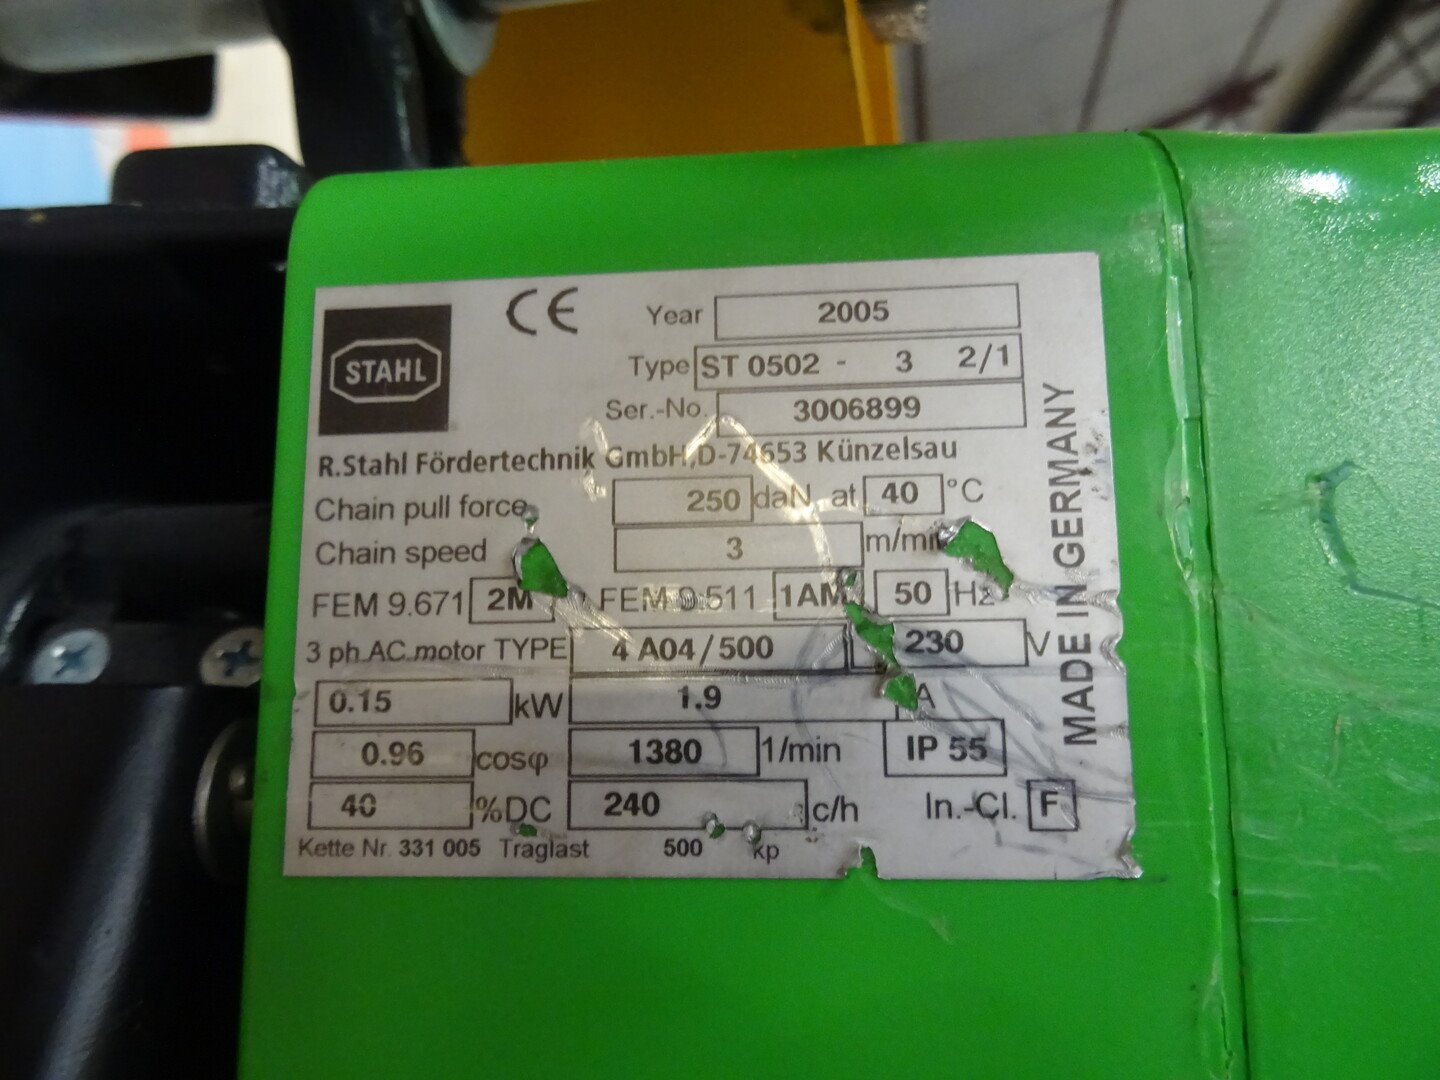 STAHL
CE
Year 2005
Type ST 0502 - 3 2/1
Ser.-No. 3006899
R.Stahl Fördertechnik GmbH,D-74653 Künzelsau
Chain pull force 250 daN at 40 °C
Chain speed 3 m/min
FEM 9.671 2M FEM 9.511 1AM 50 Hz
3 ph.AC.motor TYPE 4 A04/500 230 V
0.15 kW 1.9 A
0.96 cosφ 1380 1/min IP 55
40 %DC 240 c/h In.-Cl. F
Kette Nr. 331 005 Traglast 500 kp
MADE IN GERMANY